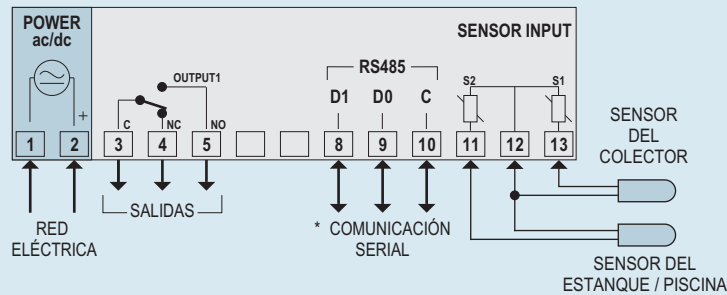 POWER
ac/dc
SENSOR INPUT
+
OUTPUT1
C
NC
NO
RS485
D1 D0 C
S2 S1
1 2 3 4 5 8 9 10 11 12 13
RED
ELÉCTRICA
SALIDAS
* COMUNICACIÓN
SERIAL
SENSOR
DEL
COLECTOR
SENSOR DEL
ESTANQUE / PISCINA